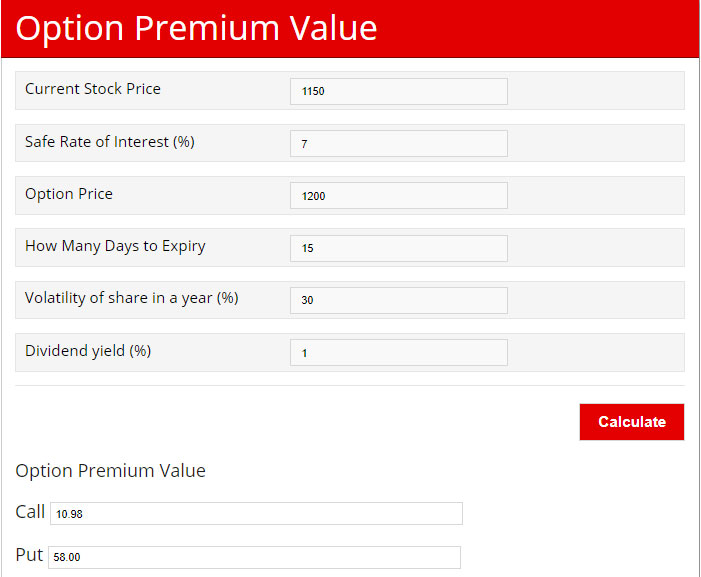 Option Premium Value
Current Stock Price 1150
Safe Rate of Interest (%) 7
Option Price 1200
How Many Days to Expiry 15
Volatility of share in a year (%) 30
Dividend yield (%) 1
Calculate
Option Premium Value
Call 10.98
Put 58.00